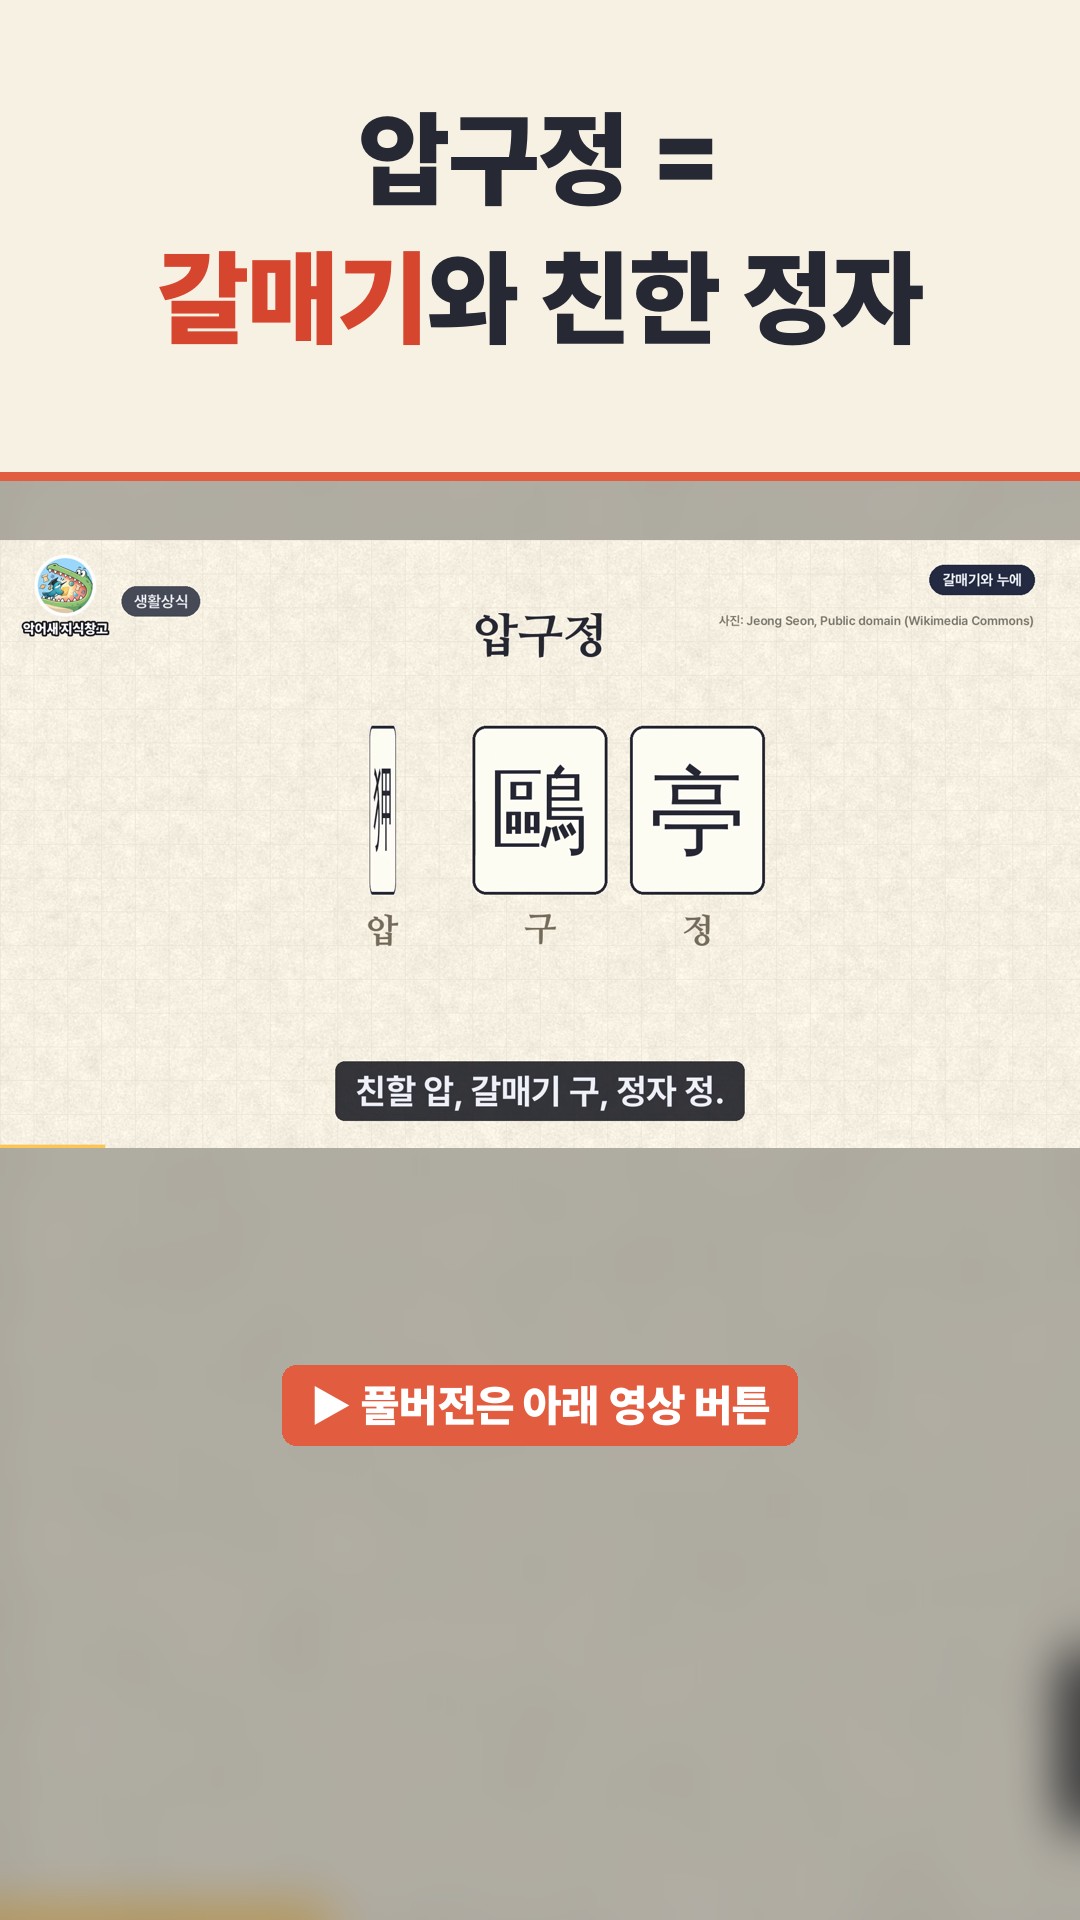 압구정 =
갈매기와 친한 정자
악어새 지식창고
생활상식
갈매기와 누에
사진: Jeong Seon, Public domain (Wikimedia Commons)
압구정
狎 鷗 亭
압 구 정
친할 압, 갈매기 구, 정자 정.
▶ 풀버전은 아래 영상 버튼